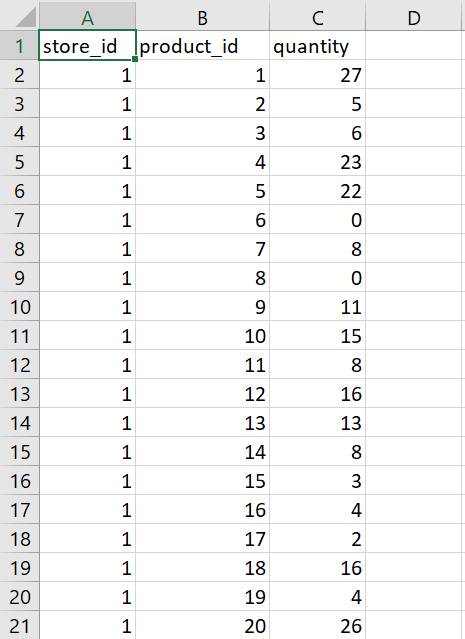 A B C D
1 store_id product_id quantity
2 1 1 27
3 1 2 5
4 1 3 6
5 1 4 23
6 1 5 22
7 1 6 0
8 1 7 8
9 1 8 0
10 1 9 11
11 1 10 15
12 1 11 8
13 1 12 16
14 1 13 13
15 1 14 8
16 1 15 3
17 1 16 4
18 1 17 2
19 1 18 16
20 1 19 4
21 1 20 26